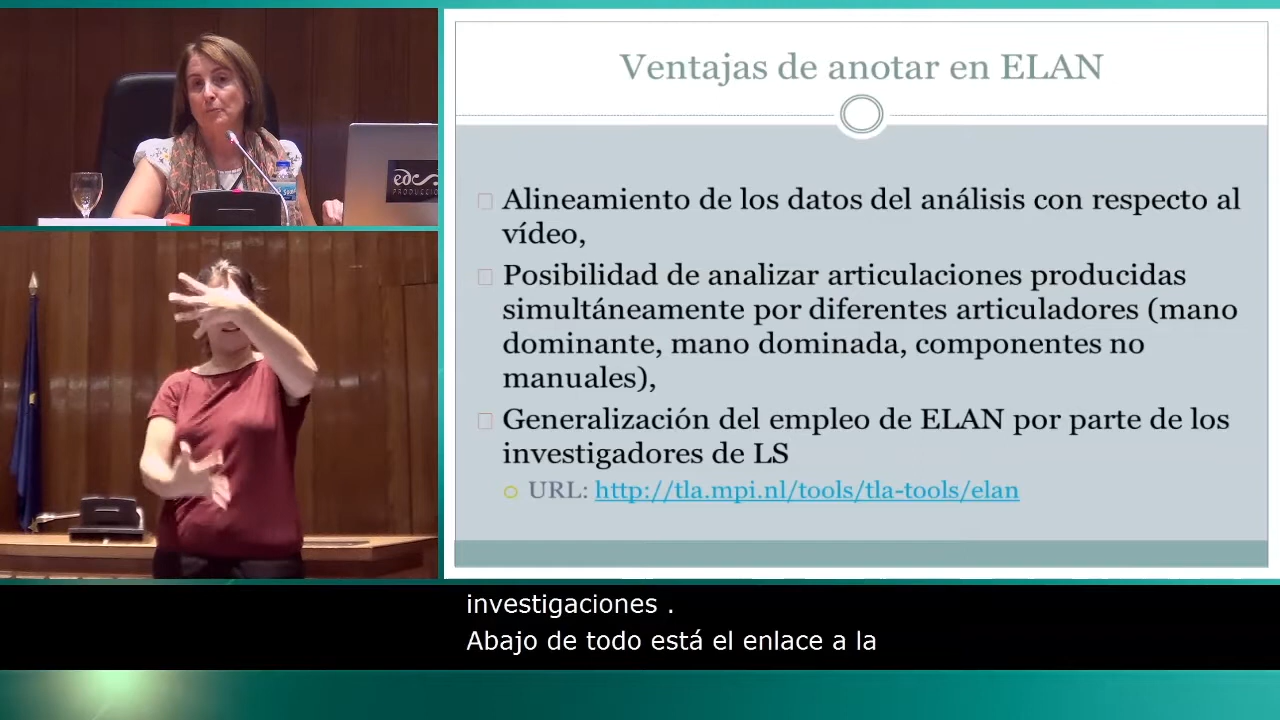 Ventajas de anotar en ELAN
Alineamiento de los datos del análisis con respecto al
vídeo,
Posibilidad de analizar articulaciones producidas
simultáneamente por diferentes articuladores (mano
dominante, mano dominada, componentes no
manuales),
Generalización del empleo de ELAN por parte de los
investigadores de LS
URL: http://tla.mpi.nl/tools/tla-tools/elan
investigaciones .
Abajo de todo está el enlace a la